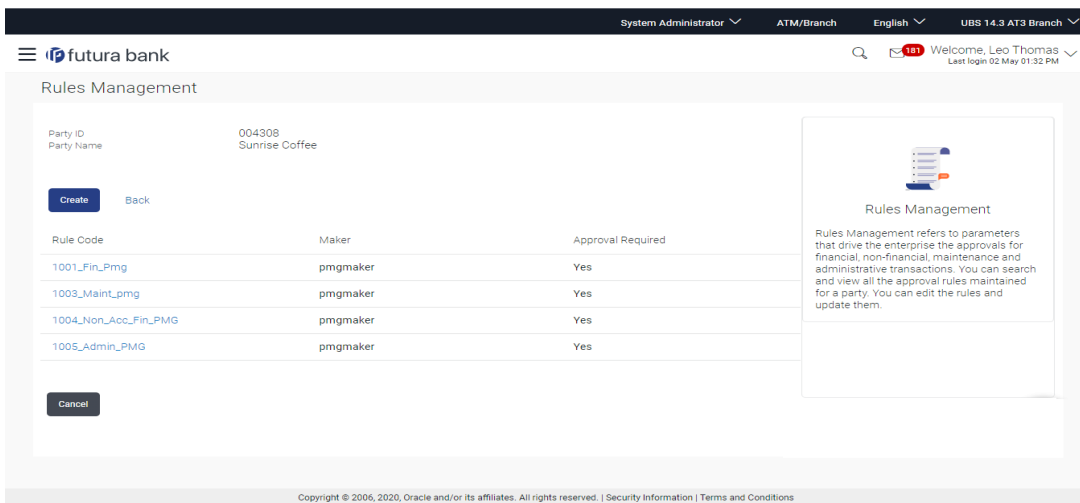 System Administrator ATM/Branch English UBS 14.3 AT3 Branch
futura bank
181 Welcome, Leo Thomas
Last login 02 May 01:32 PM
Rules Management
Party ID 004308
Party Name Sunrise Coffee
Create Back
Rule Code Maker Approval Required
1001_Fin_Pmg pmgmaker Yes
1003_Maint_pmg pmgmaker Yes
1004_Non_Acc_Fin_PMG pmgmaker Yes
1005_Admin_PMG pmgmaker Yes
Cancel
Rules Management
Rules Management refers to parameters
that drive the enterprise the approvals for
financial, non-financial, maintenance and
administrative transactions. You can search
and view all the approval rules maintained
for a party. You can edit the rules and
update them.
Copyright © 2006, 2020, Oracle and/or its affiliates. All rights reserved. | Security Information | Terms and Conditions